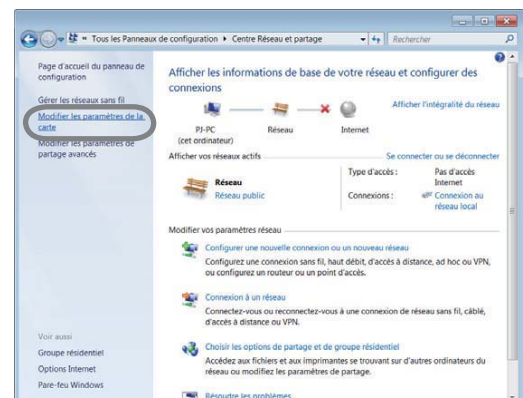 « Tous les Panneaux de configuration ▸ Centre Réseau et partage
Rechercher
Page d'accueil du panneau de
configuration
Gérer les réseaux sans fil
Modifier les paramètres de la
carte
Modifier les paramètres de
partage avancés
Voir aussi
Groupe résidentiel
Options Internet
Pare-feu Windows
Afficher les informations de base de votre réseau et configurer des
connexions
Afficher l'intégralité du réseau
PJ-PC Réseau Internet
(cet ordinateur)
Afficher vos réseaux actifs Se connecter ou se déconnecter
Réseau
Réseau public
Type d'accès : Pas d'accès
Internet
Connexions : Connexion au
réseau local
Modifier vos paramètres réseau
Configurer une nouvelle connexion ou un nouveau réseau
Configurez une connexion sans fil, haut débit, d'accès à distance, ad hoc ou VPN,
ou configurez un routeur ou un point d'accès.
Connexion à un réseau
Connectez-vous ou reconnectez-vous à une connexion de réseau sans fil, câblé,
d'accès à distance ou VPN.
Choisir les options de partage et de groupe résidentiel
Accédez aux fichiers et aux imprimantes se trouvant sur d'autres ordinateurs du
réseau ou modifiez les paramètres de partage.
Résoudre les problèmes